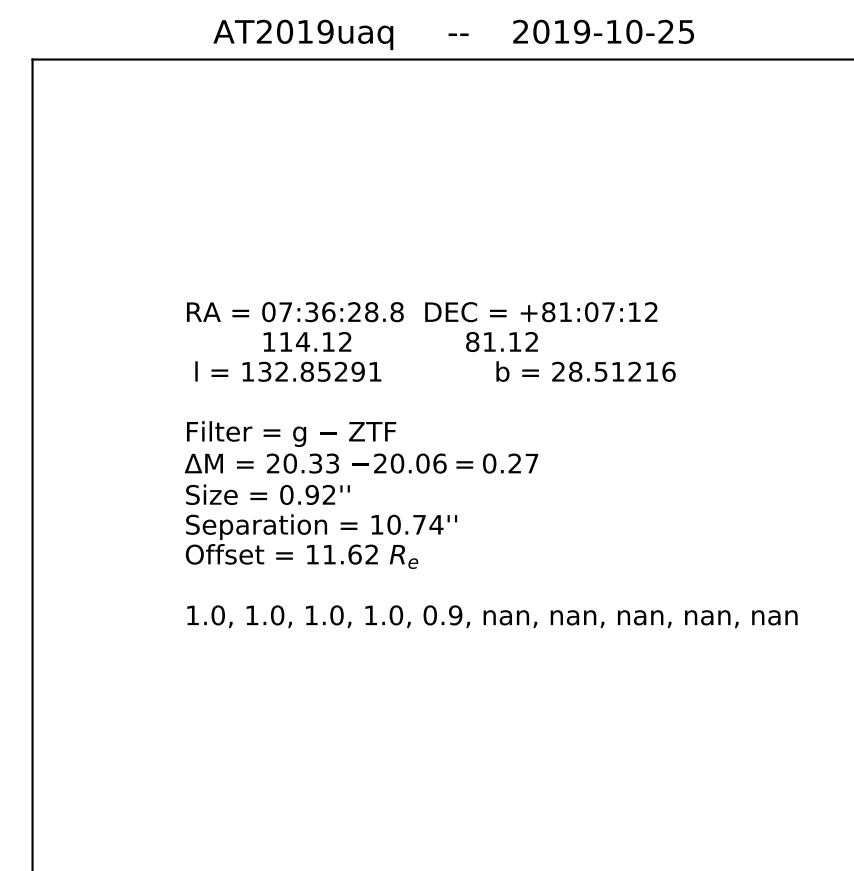 AT2019uaq -- 2019-10-25
RA = 07:36:28.8 DEC = +81:07:12
114.12 81.12
l = 132.85291 b = 28.51216
Filter = g − ZTF
ΔM = 20.33 −20.06 = 0.27
Size = 0.92''
Separation = 10.74''
Offset = 11.62 Rₑ
1.0, 1.0, 1.0, 1.0, 0.9, nan, nan, nan, nan, nan